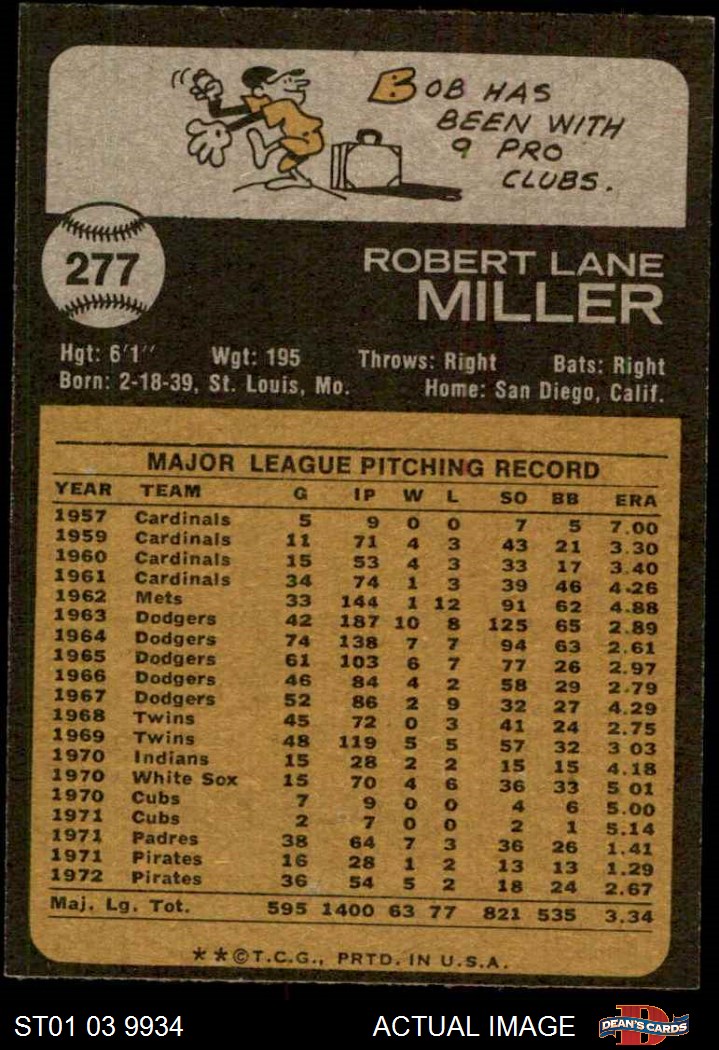 BOB HAS
BEEN WITH
9 PRO
CLUBS.
277
ROBERT LANE
MILLER
Hgt: 6'1" Wgt: 195 Throws: Right Bats: Right
Born: 2-18-39, St. Louis, Mo. Home: San Diego, Calif.
MAJOR LEAGUE PITCHING RECORD
YEAR TEAM G IP W L SO BB ERA
1957 Cardinals 5 9 0 0 7 5 7.00
1959 Cardinals 11 71 4 3 43 21 3.30
1960 Cardinals 15 53 4 3 33 17 3.40
1961 Cardinals 34 74 1 3 39 46 4.26
1962 Mets 33 144 1 12 91 62 4.88
1963 Dodgers 42 187 10 8 125 65 2.89
1964 Dodgers 74 138 7 7 94 63 2.61
1965 Dodgers 61 103 6 7 77 26 2.97
1966 Dodgers 46 84 4 2 58 29 2.79
1967 Dodgers 52 86 2 9 32 27 4.29
1968 Twins 45 72 0 3 41 24 2.75
1969 Twins 48 119 5 5 57 32 3 03
1970 Indians 15 28 2 2 15 15 4.18
1970 White Sox 15 70 4 6 36 33 5 01
1970 Cubs 7 9 0 0 4 6 5.00
1971 Cubs 2 7 0 0 2 1 5.14
1971 Padres 38 64 7 3 36 26 1.41
1971 Pirates 16 28 1 2 13 13 1.29
1972 Pirates 36 54 5 2 18 24 2.67
Maj. Lg. Tot. 595 1400 63 77 821 535 3.34
**©T.C.G., PRTD. IN U.S.A.
ST01 03 9934 ACTUAL IMAGE DEAN'S CARDS